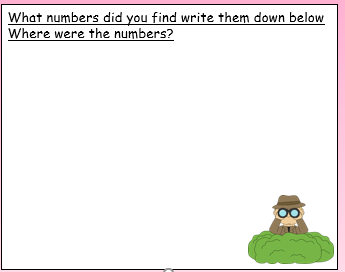 What numbers did you find write them down below
Where were the numbers?